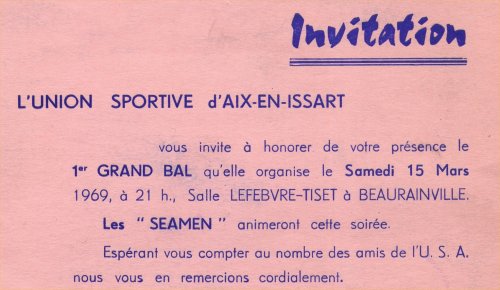 Invitation
L'UNION SPORTIVE d'AIX-EN-ISSART
vous invite à honorer de votre présence le
1er GRAND BAL qu'elle organise le Samedi 15 Mars
1969, à 21 h., Salle LEFEBVRE-TISET à BEAURAINVILLE.
Les " SEAMEN " animeront cette soirée.
Espérant vous compter au nombre des amis de l'U. S. A.
nous vous en remercions cordialement.